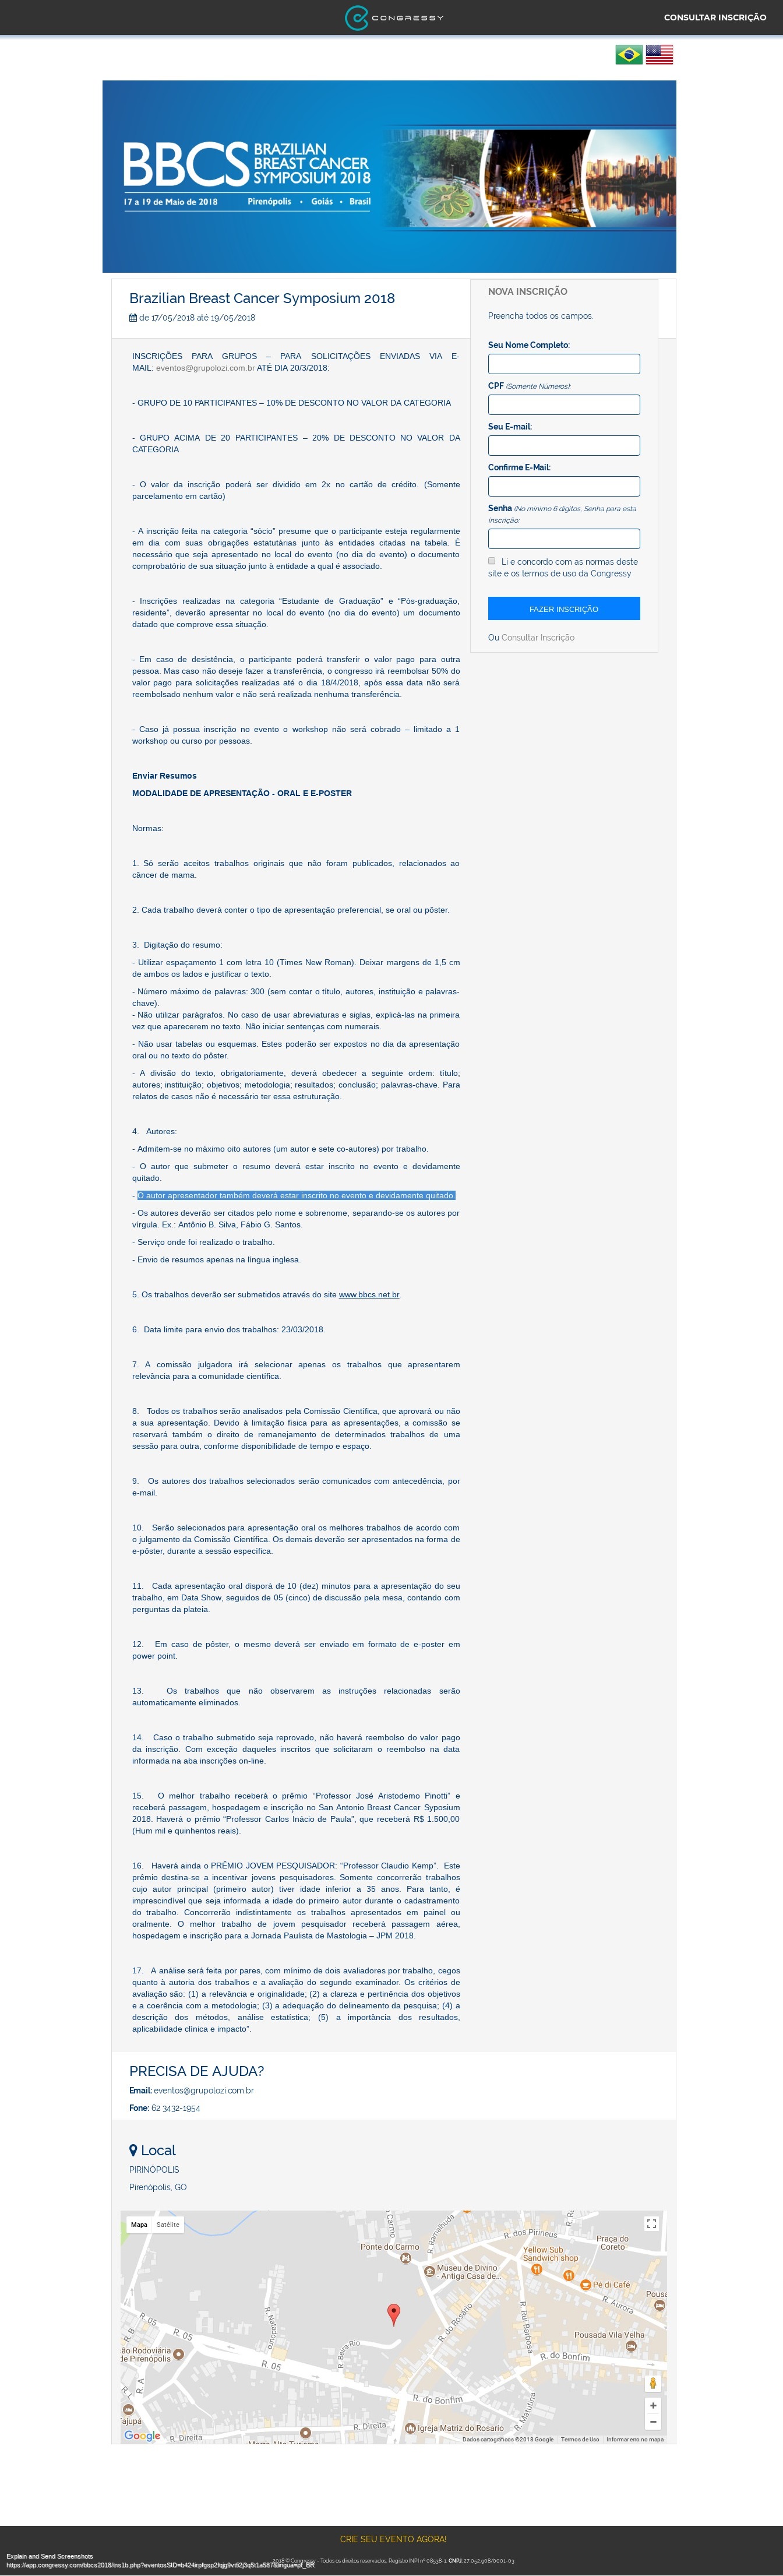 CONGRESSY
CONSULTAR INSCRIÇÃO
BBCS BRAZILIAN
BREAST CANCER
SYMPOSIUM 2018
17 a 19 de Maio de 2018 Pirenópolis • Goiás • Brasil
Brazilian Breast Cancer Symposium 2018
de 17/05/2018 até 19/05/2018
INSCRIÇÕES PARA GRUPOS – PARA SOLICITAÇÕES ENVIADAS VIA E-
MAIL: eventos@grupolozi.com.br ATÉ DIA 20/3/2018:
- GRUPO DE 10 PARTICIPANTES – 10% DE DESCONTO NO VALOR DA CATEGORIA
- GRUPO ACIMA DE 20 PARTICIPANTES – 20% DE DESCONTO NO VALOR DA
CATEGORIA
- O valor da inscrição poderá ser dividido em 2x no cartão de crédito. (Somente
parcelamento em cartão)
- A inscrição feita na categoria “sócio” presume que o participante esteja regularmente
em dia com suas obrigações estatutárias junto às entidades citadas na tabela. É
necessário que seja apresentado no local do evento (no dia do evento) o documento
comprobatório de sua situação junto à entidade a qual é associado.
- Inscrições realizadas na categoria “Estudante de Graduação” e “Pós-graduação,
residente”, deverão apresentar no local do evento (no dia do evento) um documento
datado que comprove essa situação.
- Em caso de desistência, o participante poderá transferir o valor pago para outra
pessoa. Mas caso não deseje fazer a transferência, o congresso irá reembolsar 50% do
valor pago para solicitações realizadas até o dia 18/4/2018, após essa data não será
reembolsado nenhum valor e não será realizada nenhuma transferência.
- Caso já possua inscrição no evento o workshop não será cobrado – limitado a 1
workshop ou curso por pessoas.
Enviar Resumos
MODALIDADE DE APRESENTAÇÃO - ORAL E E-POSTER
Normas:
1. Só serão aceitos trabalhos originais que não foram publicados, relacionados ao
câncer de mama.
2. Cada trabalho deverá conter o tipo de apresentação preferencial, se oral ou pôster.
3. Digitação do resumo:
- Utilizar espaçamento 1 com letra 10 (Times New Roman). Deixar margens de 1,5 cm
de ambos os lados e justificar o texto.
- Número máximo de palavras: 300 (sem contar o título, autores, instituição e palavras-
chave).
- Não utilizar parágrafos. No caso de usar abreviaturas e siglas, explicá-las na primeira
vez que aparecerem no texto. Não iniciar sentenças com numerais.
- Não usar tabelas ou esquemas. Estes poderão ser expostos no dia da apresentação
oral ou no texto do pôster.
- A divisão do texto, obrigatoriamente, deverá obedecer a seguinte ordem: título;
autores; instituição; objetivos; metodologia; resultados; conclusão; palavras-chave. Para
relatos de casos não é necessário ter essa estruturação.
4. Autores:
- Admitem-se no máximo oito autores (um autor e sete co-autores) por trabalho.
- O autor que submeter o resumo deverá estar inscrito no evento e devidamente
quitado.
- O autor apresentador também deverá estar inscrito no evento e devidamente quitado.
- Os autores deverão ser citados pelo nome e sobrenome, separando-se os autores por
vírgula. Ex.: Antônio B. Silva, Fábio G. Santos.
- Serviço onde foi realizado o trabalho.
- Envio de resumos apenas na língua inglesa.
5. Os trabalhos deverão ser submetidos através do site www.bbcs.net.br.
6. Data limite para envio dos trabalhos: 23/03/2018.
7. A comissão julgadora irá selecionar apenas os trabalhos que apresentarem
relevância para a comunidade científica.
8. Todos os trabalhos serão analisados pela Comissão Científica, que aprovará ou não
a sua apresentação. Devido à limitação física para as apresentações, a comissão se
reservará também o direito de remanejamento de determinados trabalhos de uma
sessão para outra, conforme disponibilidade de tempo e espaço.
9. Os autores dos trabalhos selecionados serão comunicados com antecedência, por
e-mail.
10. Serão selecionados para apresentação oral os melhores trabalhos de acordo com
o julgamento da Comissão Científica. Os demais deverão ser apresentados na forma de
e-pôster, durante a sessão específica.
11. Cada apresentação oral disporá de 10 (dez) minutos para a apresentação do seu
trabalho, em Data Show, seguidos de 05 (cinco) de discussão pela mesa, contando com
perguntas da plateia.
12. Em caso de pôster, o mesmo deverá ser enviado em formato de e-poster em
power point.
13. Os trabalhos que não observarem as instruções relacionadas serão
automaticamente eliminados.
14. Caso o trabalho submetido seja reprovado, não haverá reembolso do valor pago
da inscrição. Com exceção daqueles inscritos que solicitaram o reembolso na data
informada na aba inscrições on-line.
15. O melhor trabalho receberá o prêmio “Professor José Aristodemo Pinotti” e
receberá passagem, hospedagem e inscrição no San Antonio Breast Cancer Syposium
2018. Haverá o prêmio “Professor Carlos Inácio de Paula”, que receberá R$ 1.500,00
(Hum mil e quinhentos reais).
16. Haverá ainda o PRÊMIO JOVEM PESQUISADOR: “Professor Claudio Kemp”. Este
prêmio destina-se a incentivar jovens pesquisadores. Somente concorrerão trabalhos
cujo autor principal (primeiro autor) tiver idade inferior a 35 anos. Para tanto, é
imprescindível que seja informada a idade do primeiro autor durante o cadastramento
do trabalho. Concorrerão indistintamente os trabalhos apresentados em painel ou
oralmente. O melhor trabalho de jovem pesquisador receberá passagem aérea,
hospedagem e inscrição para a Jornada Paulista de Mastologia – JPM 2018.
17. A análise será feita por pares, com mínimo de dois avaliadores por trabalho, cegos
quanto à autoria dos trabalhos e a avaliação do segundo examinador. Os critérios de
avaliação são: (1) a relevância e originalidade; (2) a clareza e pertinência dos objetivos
e a coerência com a metodologia; (3) a adequação do delineamento da pesquisa; (4) a
descrição dos métodos, análise estatística; (5) a importância dos resultados,
aplicabilidade clínica e impacto”.
NOVA INSCRIÇÃO
Preencha todos os campos.
Seu Nome Completo:
CPF (Somente Números):
Seu E-mail:
Confirme E-Mail:
Senha (No mínimo 6 dígitos, Senha para esta
inscrição:
Li e concordo com as normas deste
site e os termos de uso da Congressy
FAZER INSCRIÇÃO
Ou Consultar Inscrição
PRECISA DE AJUDA?
Email: eventos@grupolozi.com.br
Fone: 62 3432-1954
Local
PIRINÓPOLIS
Pirenópolis, GO
Mapa Satélite
R. do Carmo
Ponte do Carmo
R. Ramalhuda
R. dos Pirineus
Praça do
Coreto
Yellow Sub
Sandwich shop
Museu do Divino
- Antiga Casa de...
Pé di Café
R. Aurora
Pousada Vila Velha
R. do Rosário
R. Rui Barbosa
R. do Bonfim
R. Beira Rio
R. 05
R. 05
R. 05
R. A
R. B
ão Rodoviária
de Pirenópolis
R. do Bonfim
R. Matutina
Igreja Matriz do Rosario
R. Direita
R. Direita
Google
Dados cartográficos ©2018 Google Termos de Uso Informar erro no mapa
CRIE SEU EVENTO AGORA!
2018 © Congressy - Todos os direitos reservados. Registro INPI nº 08538-1. CNPJ: 27.052.908/0001-03
Explain and Send Screenshots